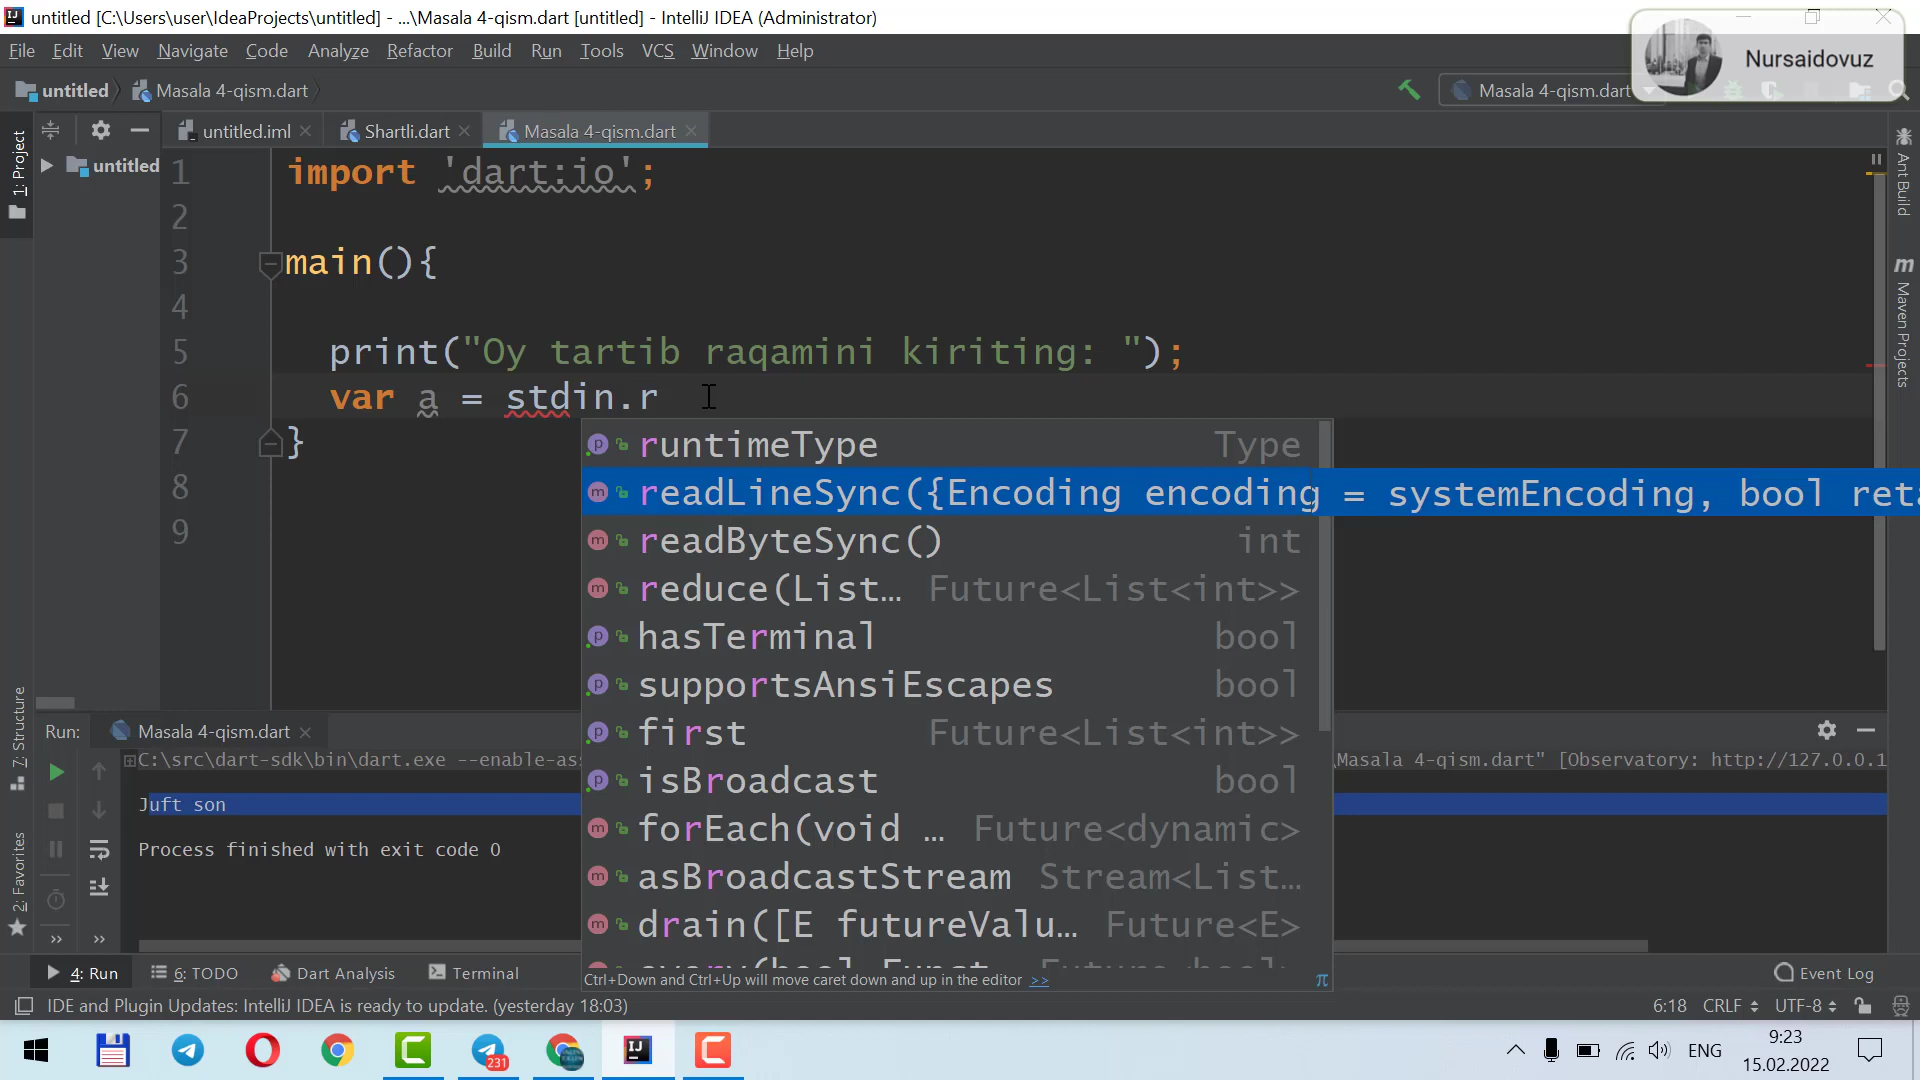 untitled [C:\Users\user\IdeaProjects\untitled] - ...\Masala 4-qism.dart [untitled] - IntelliJ IDEA (Administrator)
File Edit View Navigate Code Analyze Refactor Build Run Tools VCS Window Help
Nursaidovuz
untitled Masala 4-qism.dart
Masala 4-qism.dart
untitled.iml Shartli.dart Masala 4-qism.dart
1: Project
untitled
Ant Build
Maven Projects
1 import 'dart:io';
2
3 main(){
4
5 print("Oy tartib raqamini kiriting: ");
6 var a = stdin.r
7 }
8
9
runtimeType Type
readLineSync({Encoding encoding = systemEncoding, bool reta
readByteSync() int
reduce(List... Future<List<int>>
hasTerminal bool
supportsAnsiEscapes bool
first Future<List<int>>
isBroadcast bool
forEach(void ... Future<dynamic>
asBroadcastStream Stream<List...
drain([E futureValu... Future<E>
Ctrl+Down and Ctrl+Up will move caret down and up in the editor >>
π
7: Structure
2: Favorites
Run: Masala 4-qism.dart
C:\src\dart-sdk\bin\dart.exe --enable-as
Masala 4-qism.dart" [Observatory: http://127.0.0.1
Juft son
Process finished with exit code 0
4: Run 6: TODO Dart Analysis Terminal Event Log
IDE and Plugin Updates: IntelliJ IDEA is ready to update. (yesterday 18:03) 6:18 CRLF UTF-8
231
ENG
9:23
15.02.2022